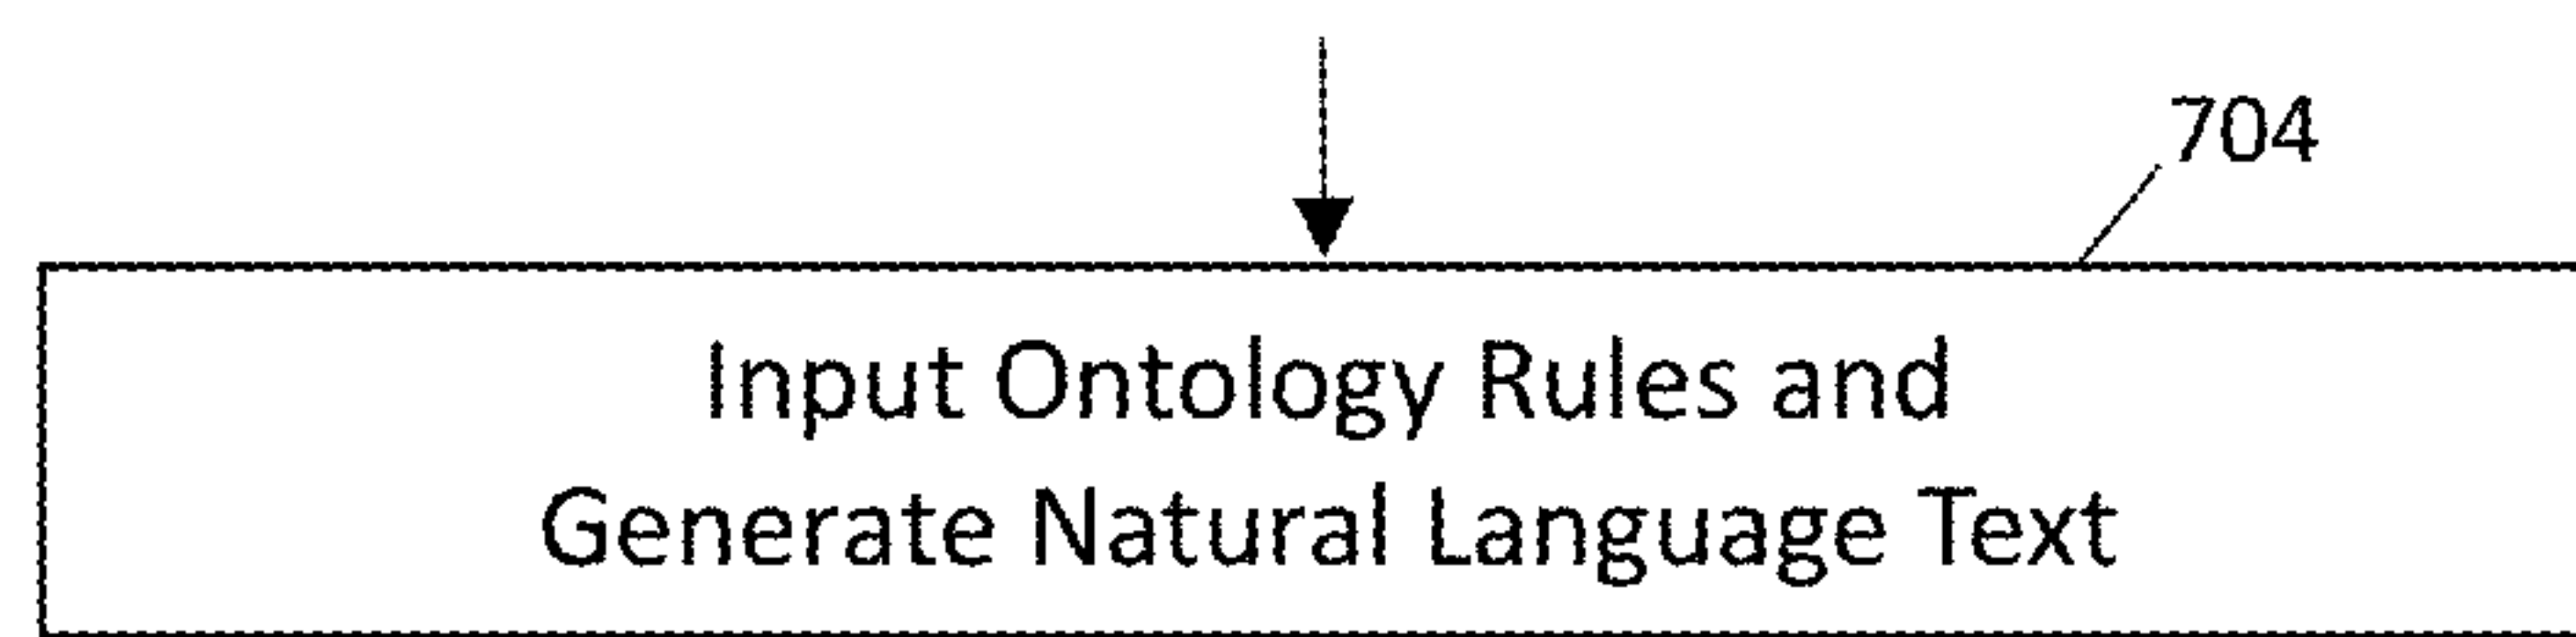 704
Input Ontology Rules and
Generate Natural Language Text